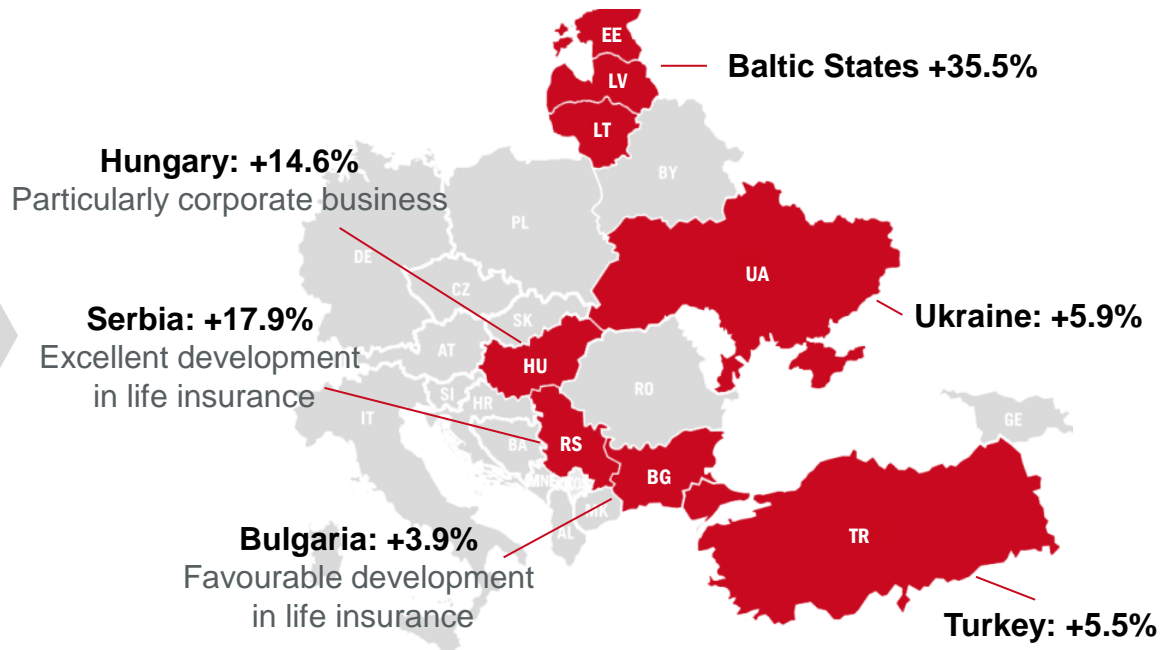 EE
Baltic States +35.5%
LV
LT
Hungary: +14.6%
Particularly corporate business
BY
PL
DE
UA
CZ
Serbia: +17.9%
Excellent development
in life insurance
SK
Ukraine: +5.9%
AT
HU
RO
SI
HR
IT
GE
BA
RS
BG
MNE
MK
AL
TR
Bulgaria: +3.9%
Favourable development
in life insurance
Turkey: +5.5%